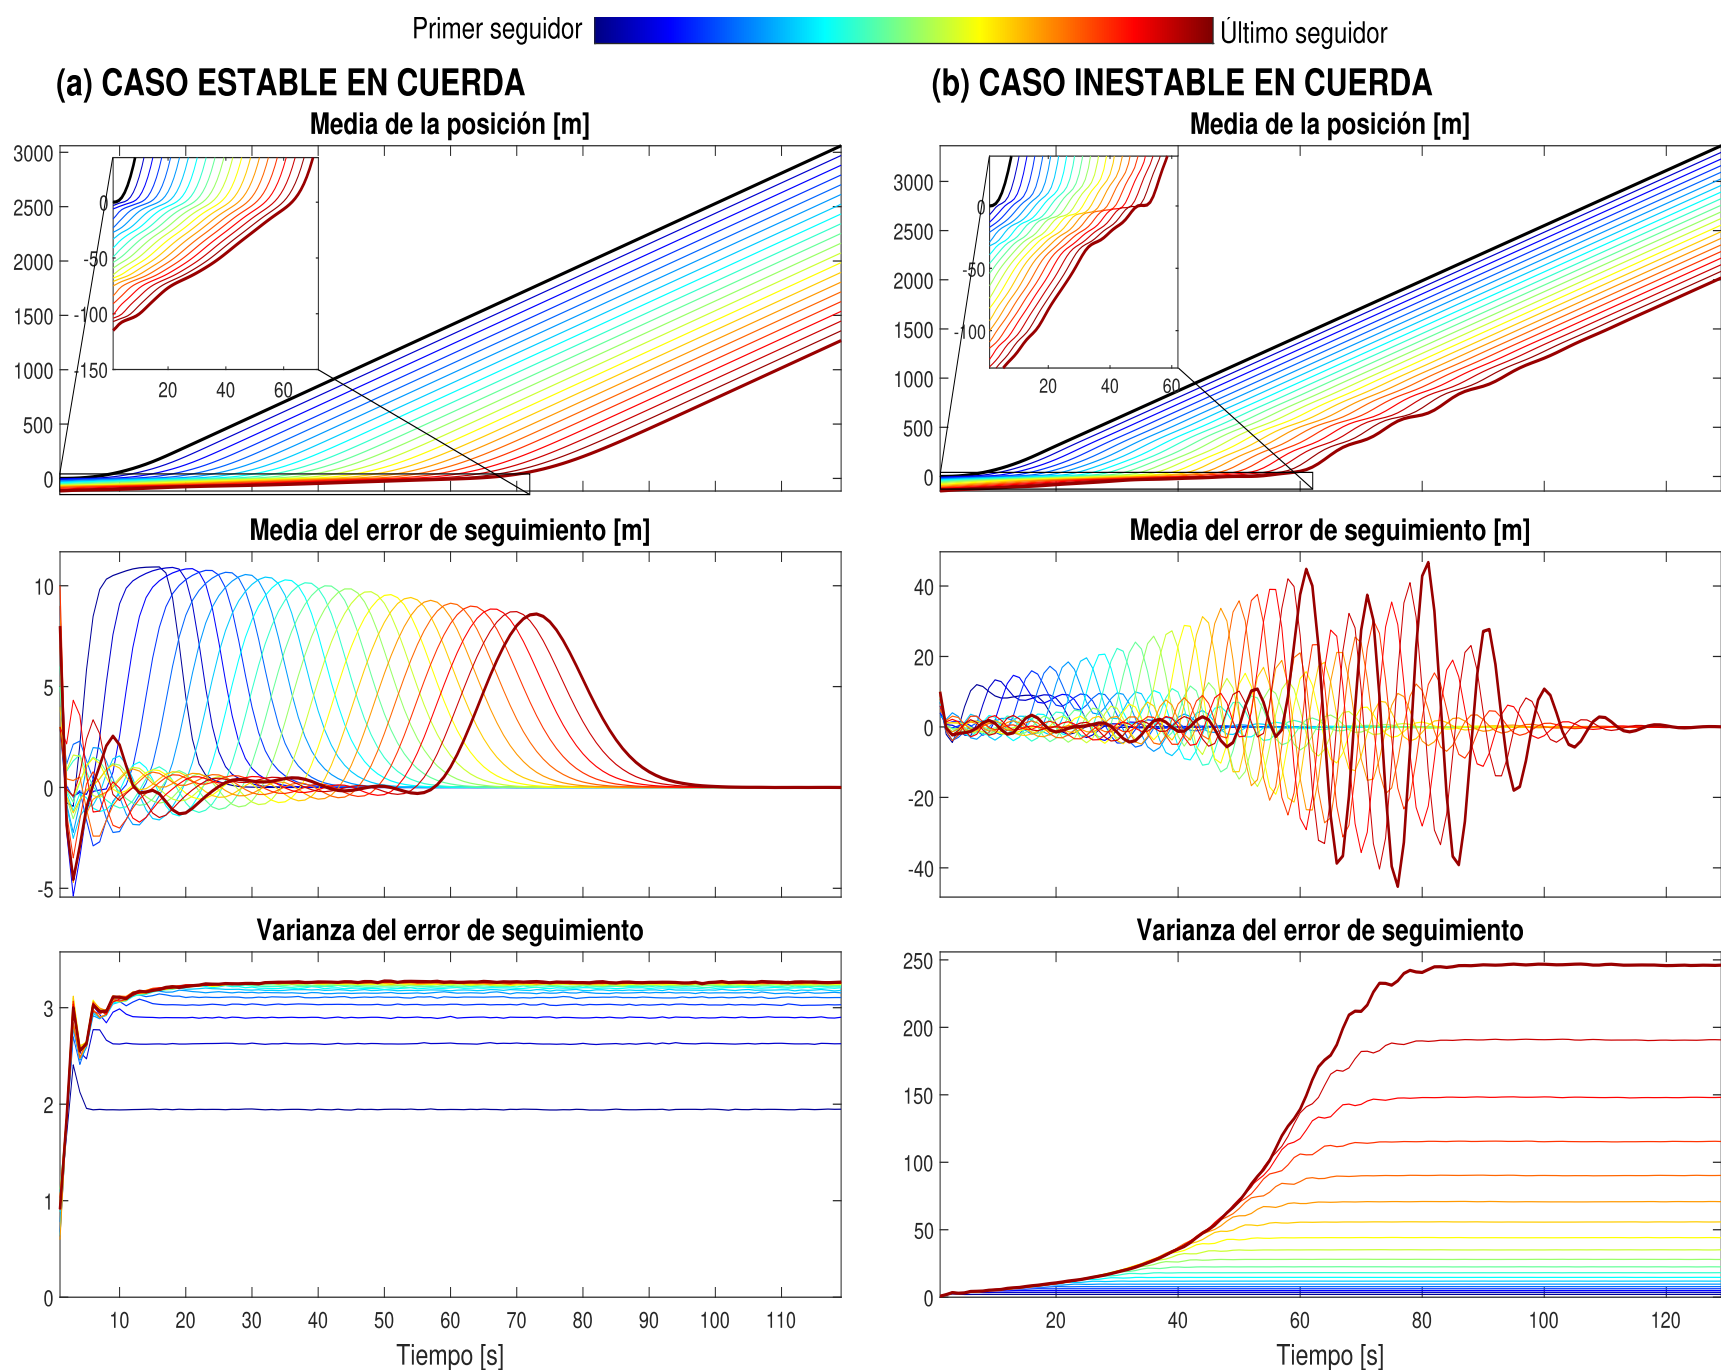 Primer seguidor
Último seguidor
(a) CASO ESTABLE EN CUERDA
Media de la posición [m]
3000
2500
2000
1500
1000
500
0
0
-50
-100
-150
20 40 60
Media del error de seguimiento [m]
10
5
0
-5
Varianza del error de seguimiento
3
2
1
0
10 20 30 40 50 60 70 80 90 100 110
Tiempo [s]
(b) CASO INESTABLE EN CUERDA
Media de la posición [m]
3000
2500
2000
1500
1000
500
0
0
-50
-100
20 40 60
Media del error de seguimiento [m]
40
20
0
-20
-40
Varianza del error de seguimiento
250
200
150
100
50
0
20 40 60 80 100 120
Tiempo [s]